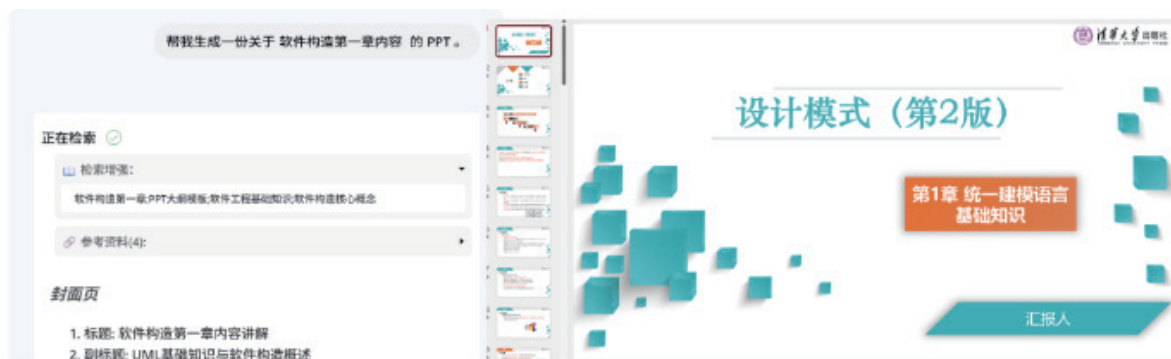 帮我生成一份关于 软件构造第一章内容 的 PPT。
正在检索
检索增强:
软件构造第一章;PPT大纲模板;软件工程基础知识;软件构造核心概念
参考资料(4):
封面页
1. 标题: 软件构造第一章内容讲解
2. 副标题: UML基础知识与软件构造概述
清华大学出版社
设计模式（第2版）
第1章 统一建模语言
基础知识
汇报人